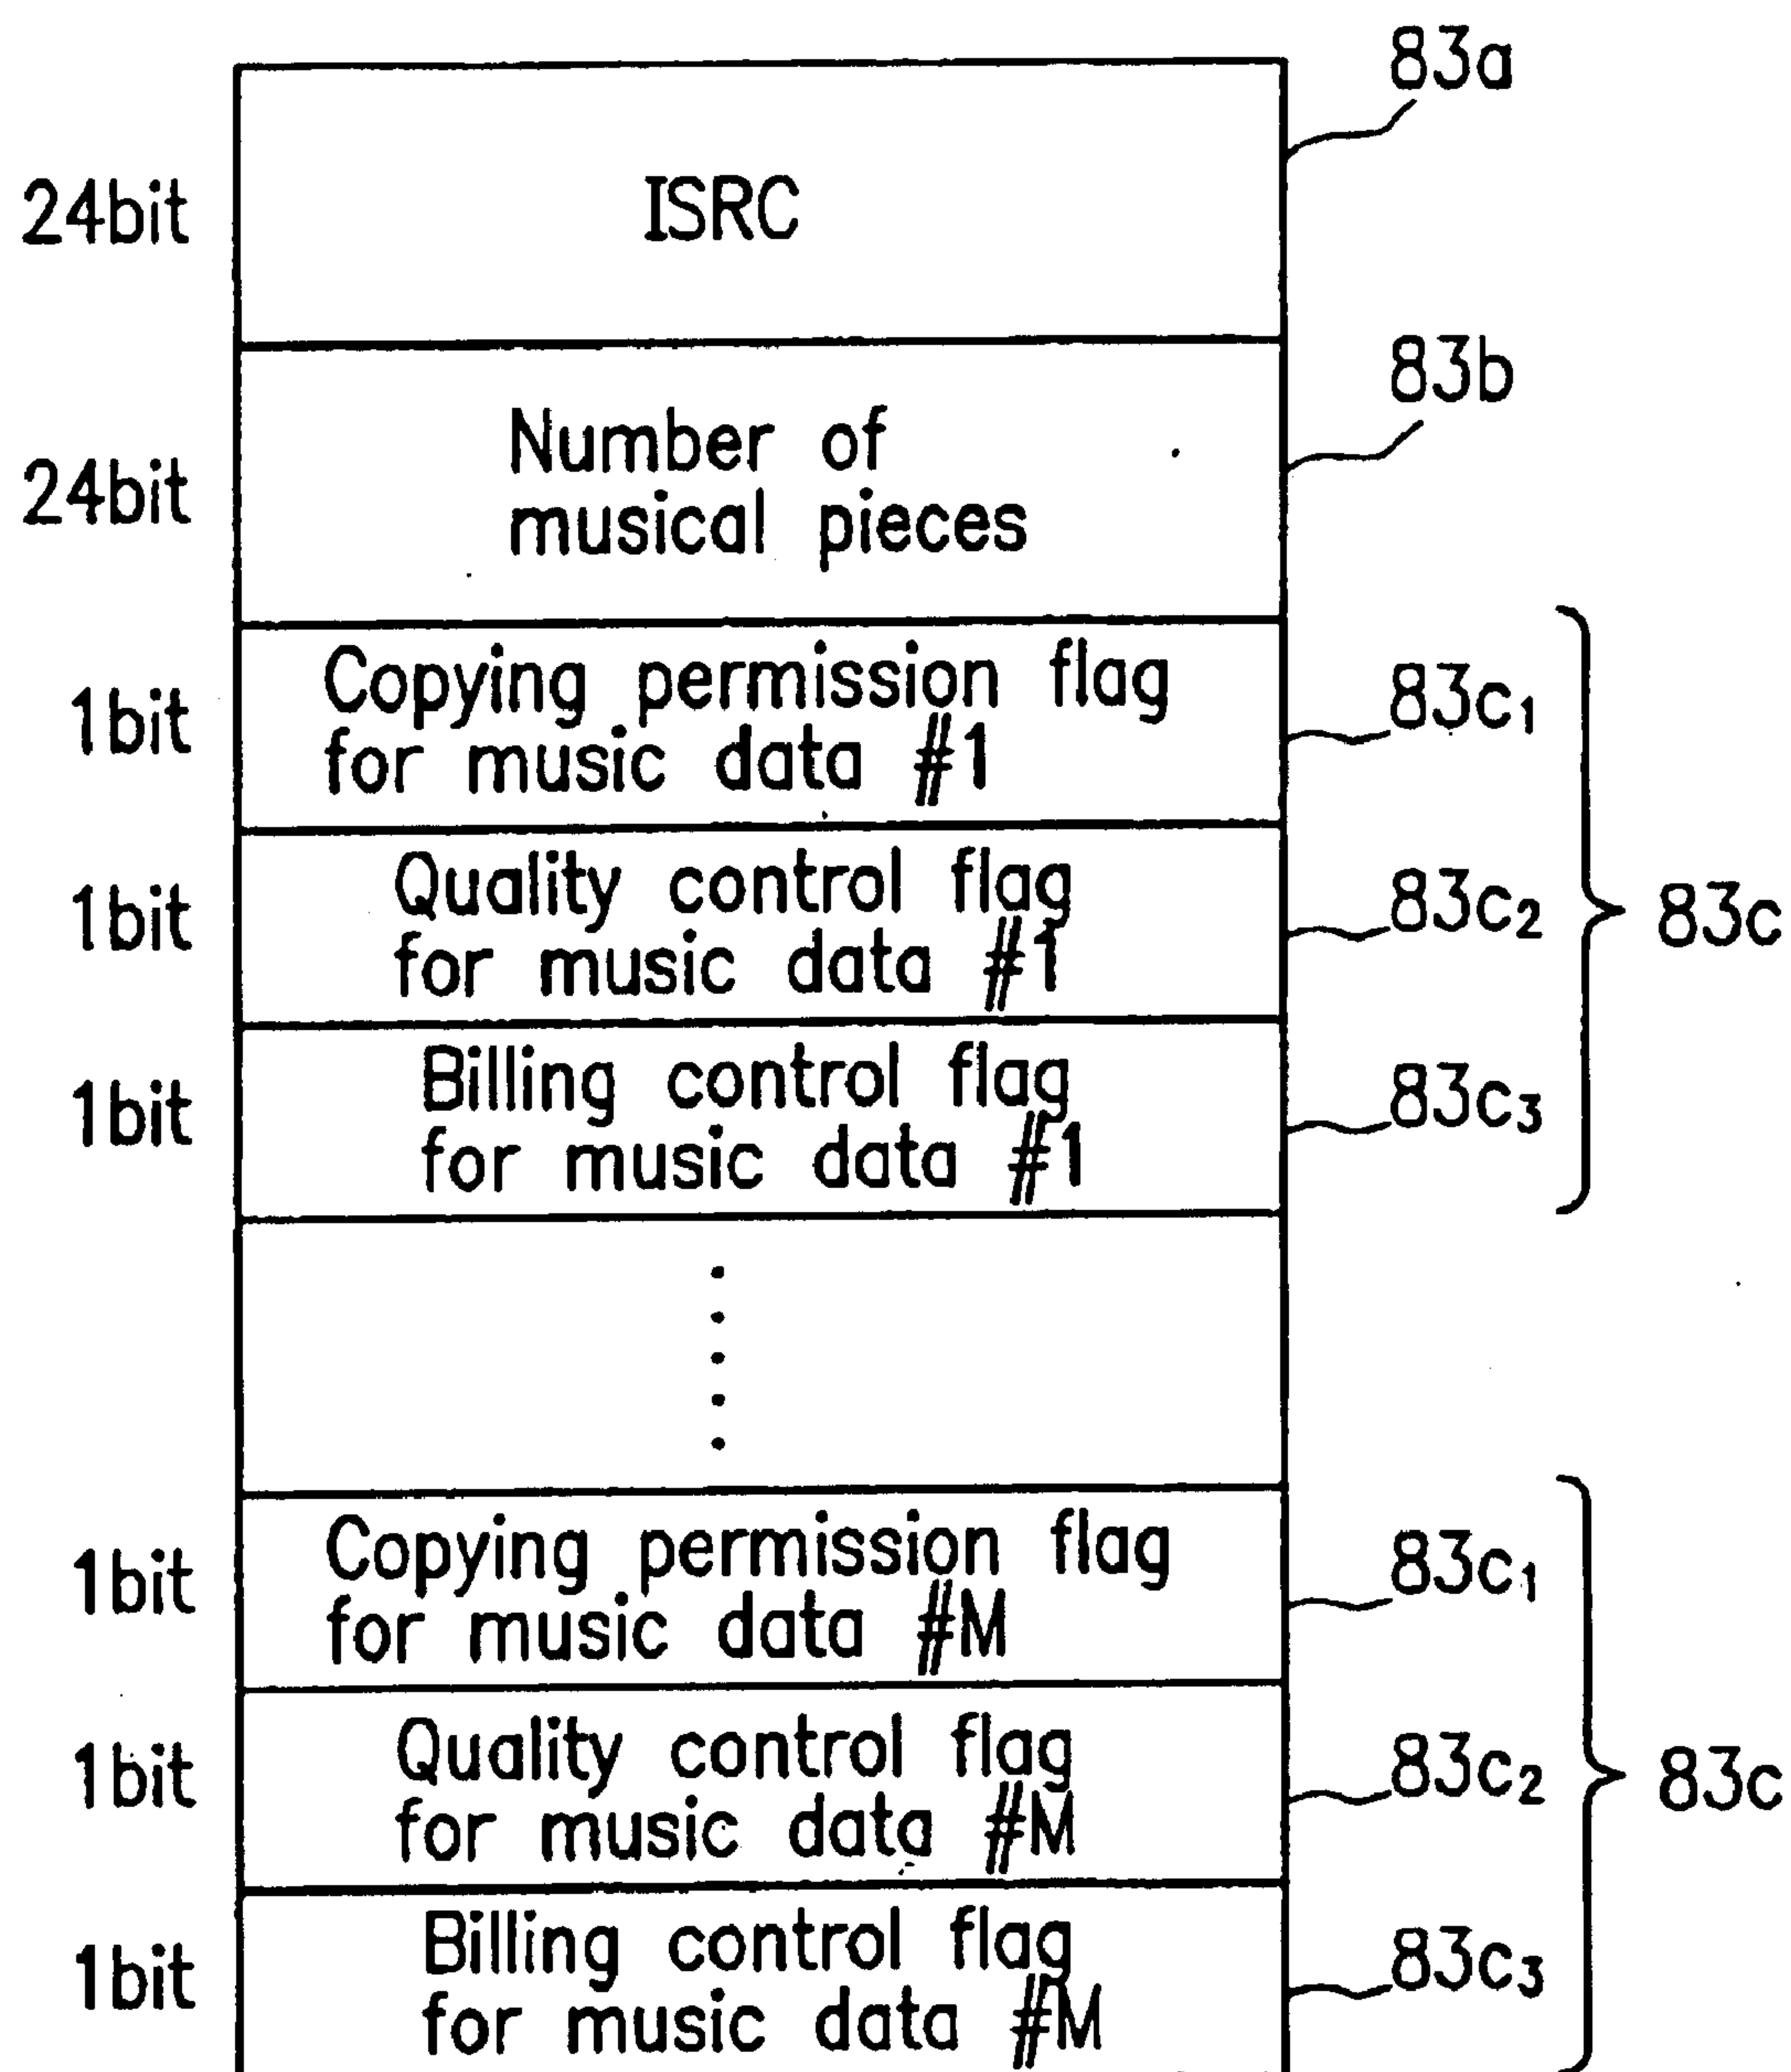 83a
24bit ISRC
83b
24bit Number of
musical pieces
Copying permission flag
1bit for music data #1 83c1
Quality control flag
1bit for music data #1 83c2 83c
Billing control flag
1bit for music data #1 83c3
Copying permission flag
1bit for music data #M 83c1
Quality control flag
1bit for music data #M 83c2 83c
Billing control flag
1bit for music data #M 83c3